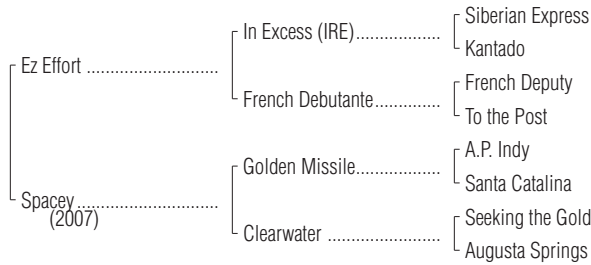 Siberian Express
In Excess (IRE)..................
Kantado
Ez Effort ............................
French Deputy
French Debutante..............
To the Post
A.P. Indy
Golden Missile..................
Santa Catalina
Spacey..............................
(2007)
Seeking the Gold
Clearwater ........................
Augusta Springs